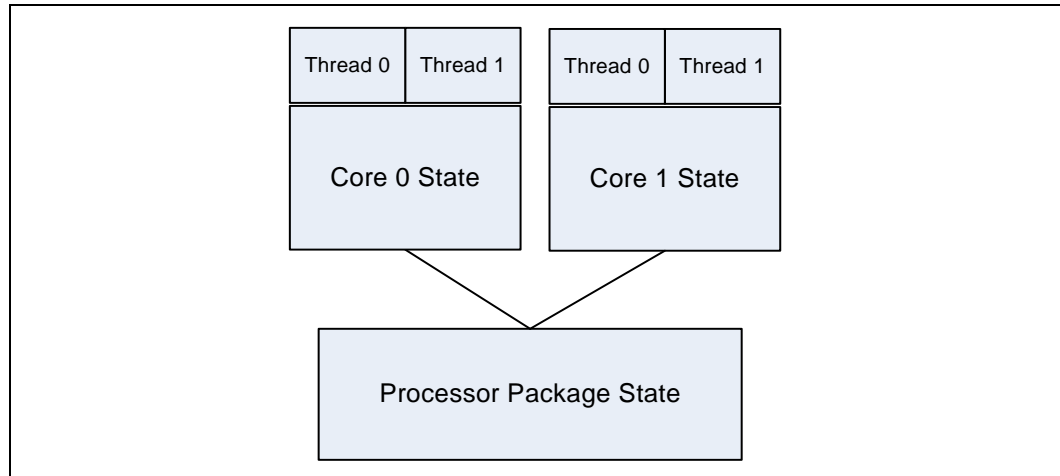 Thread 0
Thread 1
Thread 0
Thread 1
Core 0 State
Core 1 State
Processor Package State